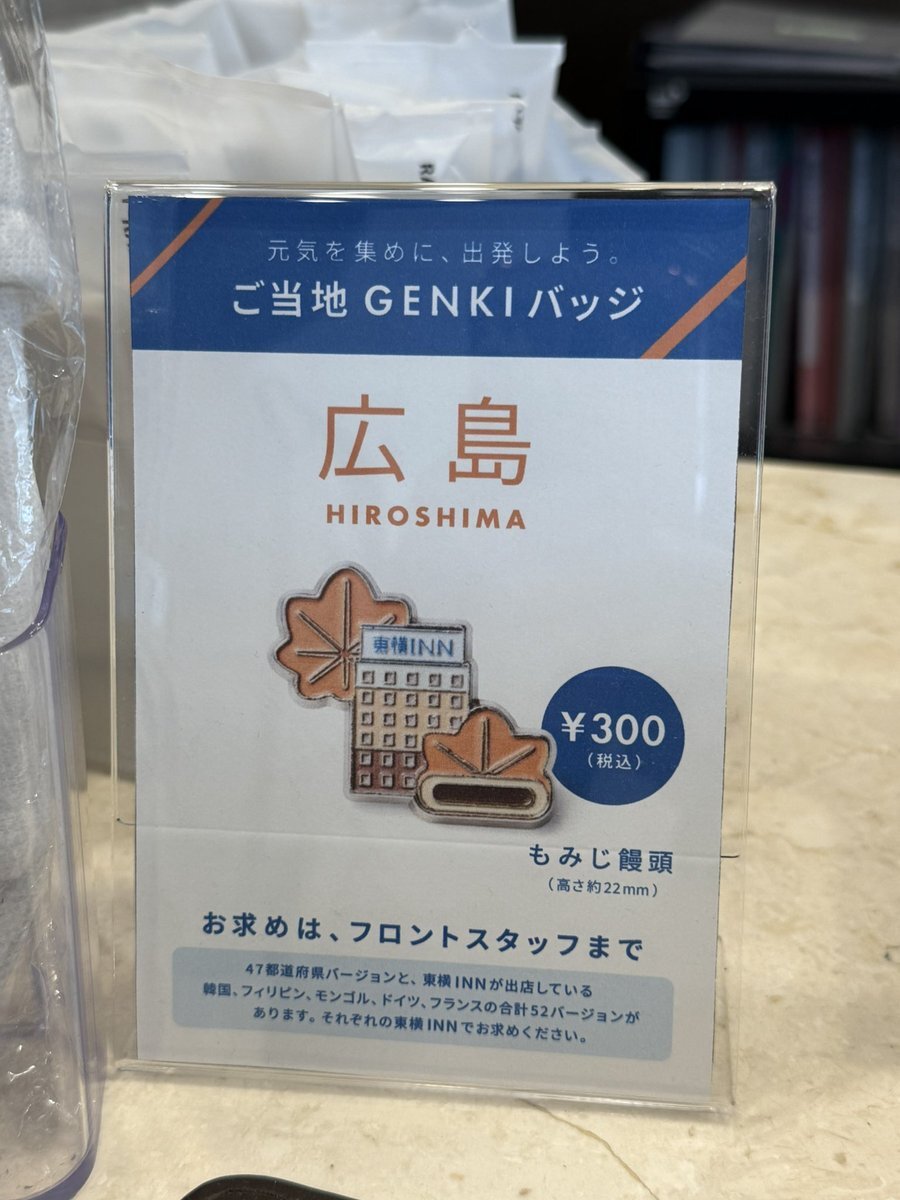 元気を集めに、出発しよう。
ご当地 GENKIバッジ
広島
HIROSHIMA
東横INN
¥300
(税込)
もみじ饅頭
(高さ約22mm)
お求めは、フロントスタッフまで
47都道府県バージョンと、東横INNが出店している
韓国、フィリピン、モンゴル、ドイツ、フランスの合計52バージョンが
あります。それぞれの東横INNでお求めください。